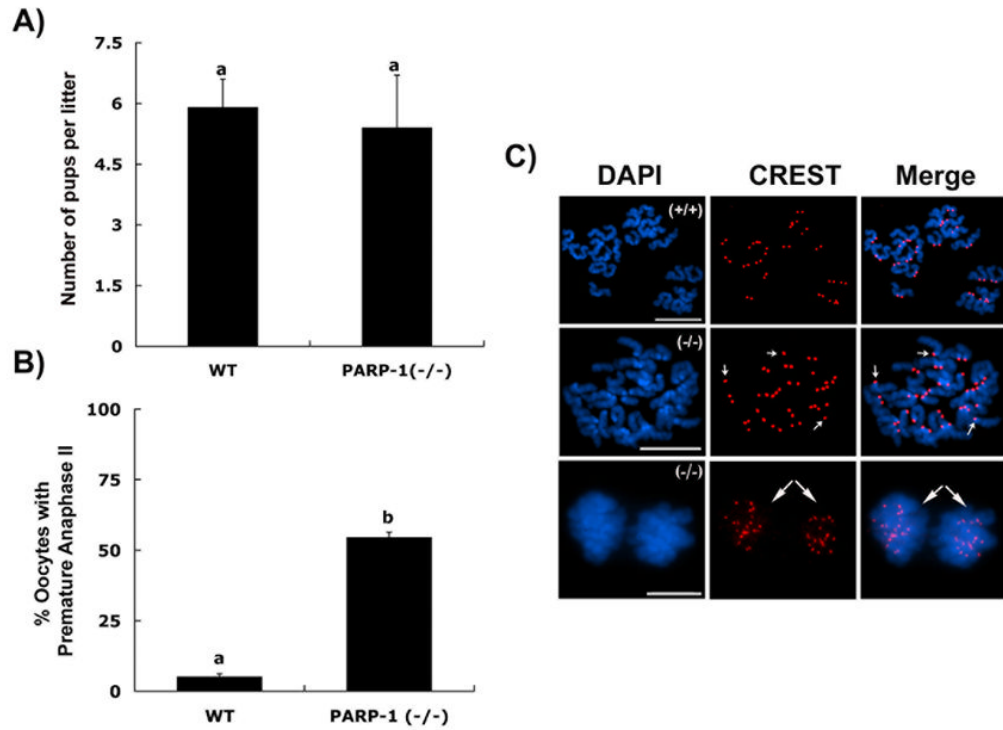 A)
Number of pups per litter
7.5
6
4.5
3
1.5
0
a
a
WT
PARP-1(-/-)
B)
% Oocytes with
Premature Anaphase II
100
75
50
25
0
a
b
WT
PARP-1 (-/-)
C)
DAPI
CREST
Merge
(+/+)
(-/-)
(-/-)